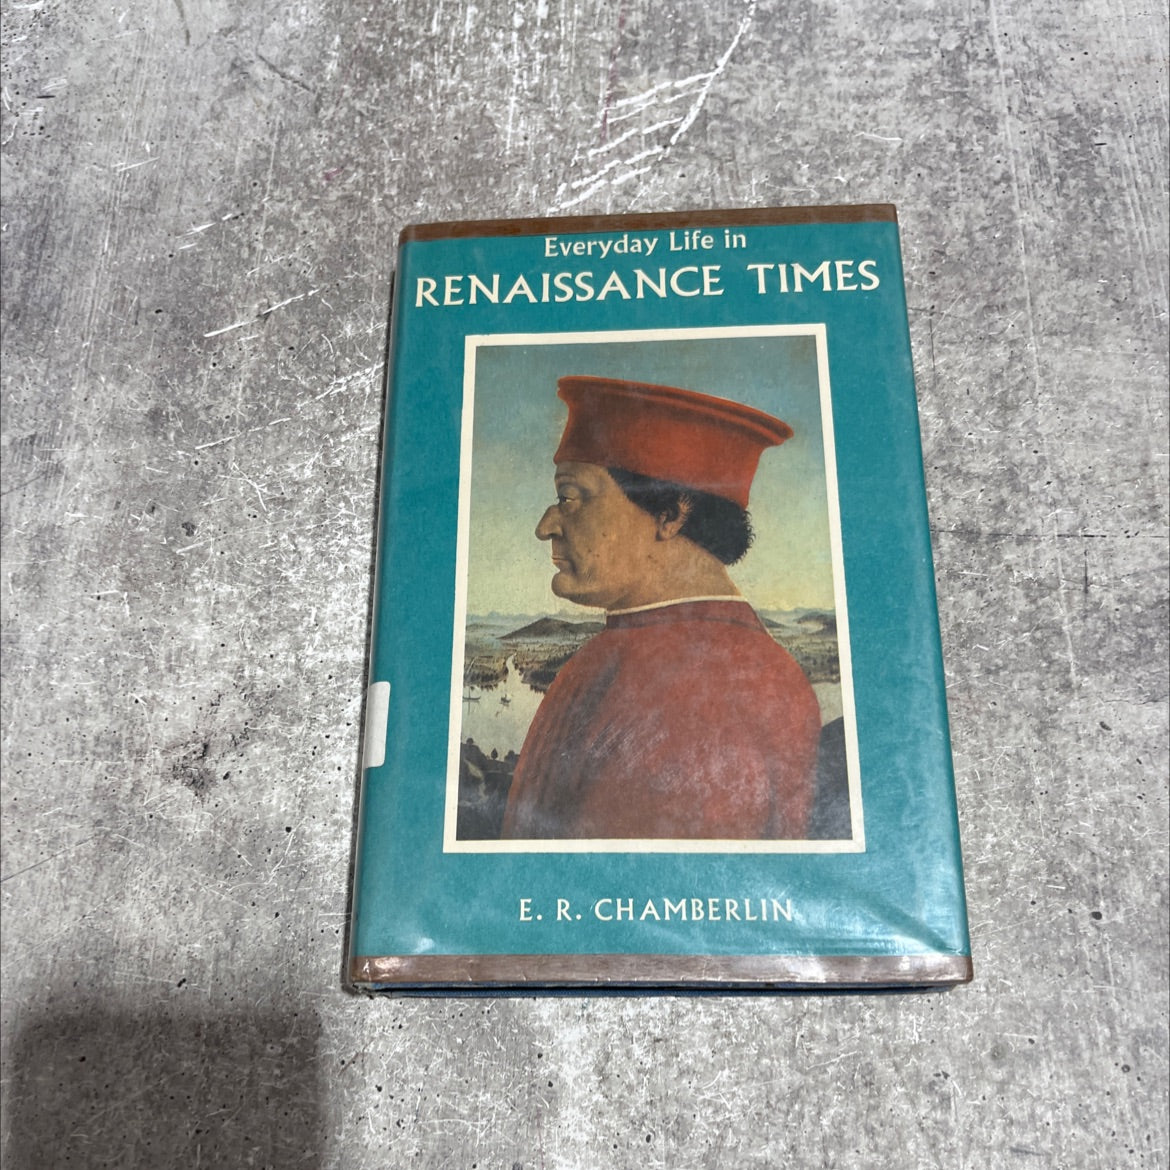 Everyday Life in
RENAISSANCE TIMES
E. R. CHAMBERLIN